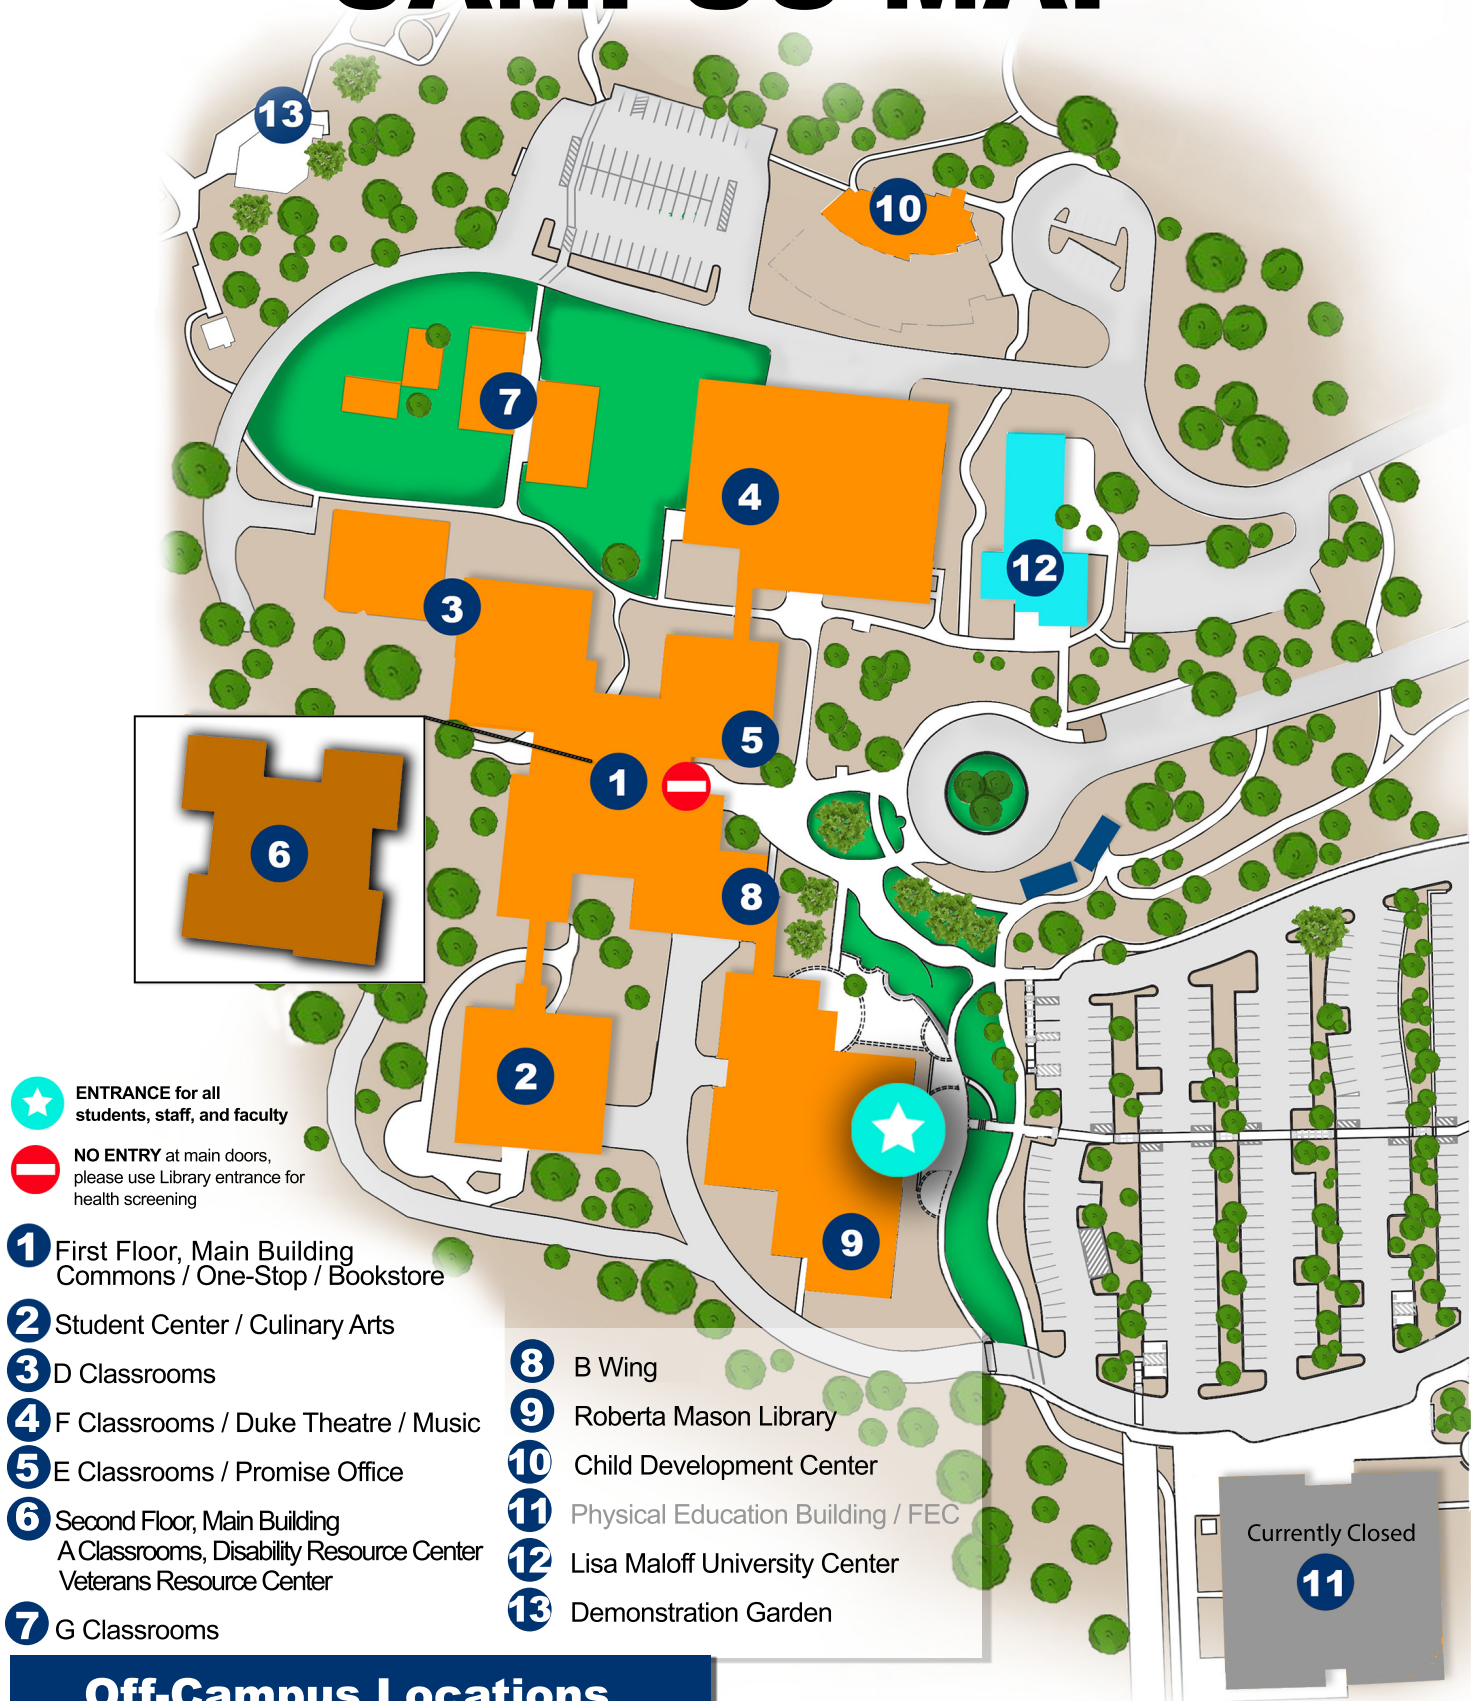 CAMPUS MAP
13
10
7
4
12
3
5
1
6
8
2
9
ENTRANCE for all
students, staff, and faculty
NO ENTRY at main doors,
please use Library entrance for
health screening
1 First Floor, Main Building
Commons / One-Stop / Bookstore
2 Student Center / Culinary Arts
3 D Classrooms
4 F Classrooms / Duke Theatre / Music
5 E Classrooms / Promise Office
6 Second Floor, Main Building
A Classrooms, Disability Resource Center
Veterans Resource Center
7 G Classrooms
8 B Wing
9 Roberta Mason Library
10 Child Development Center
11 Physical Education Building / FEC
12 Lisa Maloff University Center
13 Demonstration Garden
Currently Closed
11
Off-Campus Locations